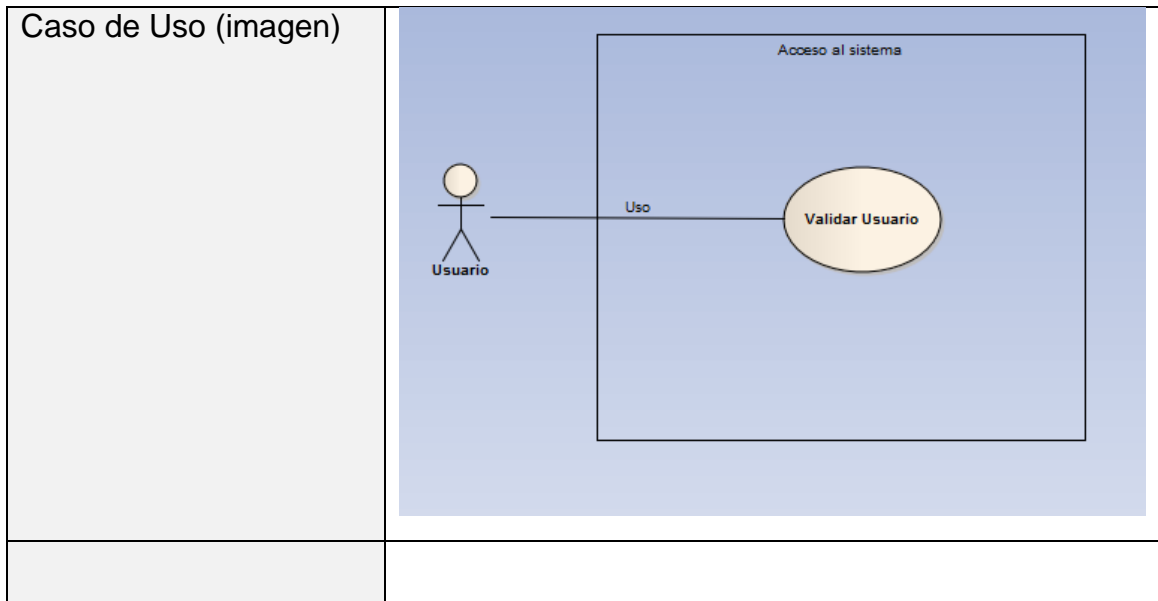 Caso de Uso (imagen)
Acceso al sistema
Uso
Validar Usuario
Usuario